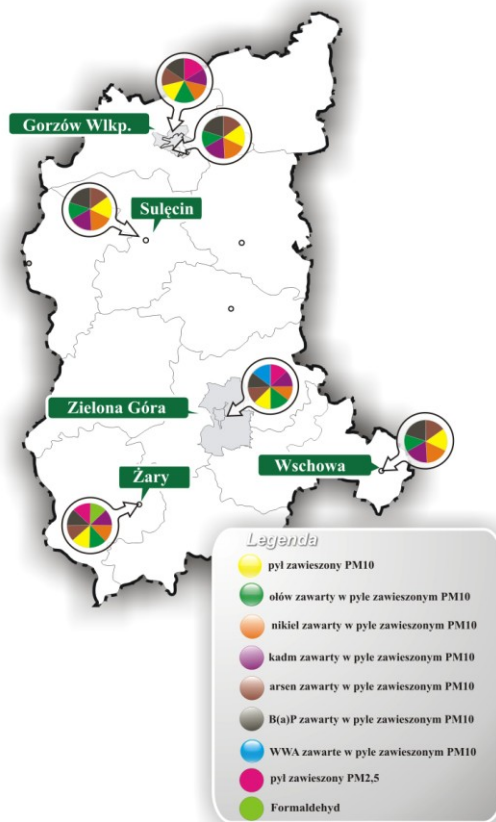 Gorzów Wlkp.
Sulęcin
Zielona Góra
Wschowa
Żary
Legenda
pył zawieszony PM10
ołów zawarty w pyle zawieszonym PM10
nikiel zawarty w pyle zawieszonym PM10
kadm zawarty w pyle zawieszonym PM10
arsen zawarty w pyle zawieszonym PM10
B(a)P zawarty w pyle zawieszonym PM10
WWA zawarte w pyle zawieszonym PM10
pył zawieszony PM2,5
Formaldehyd